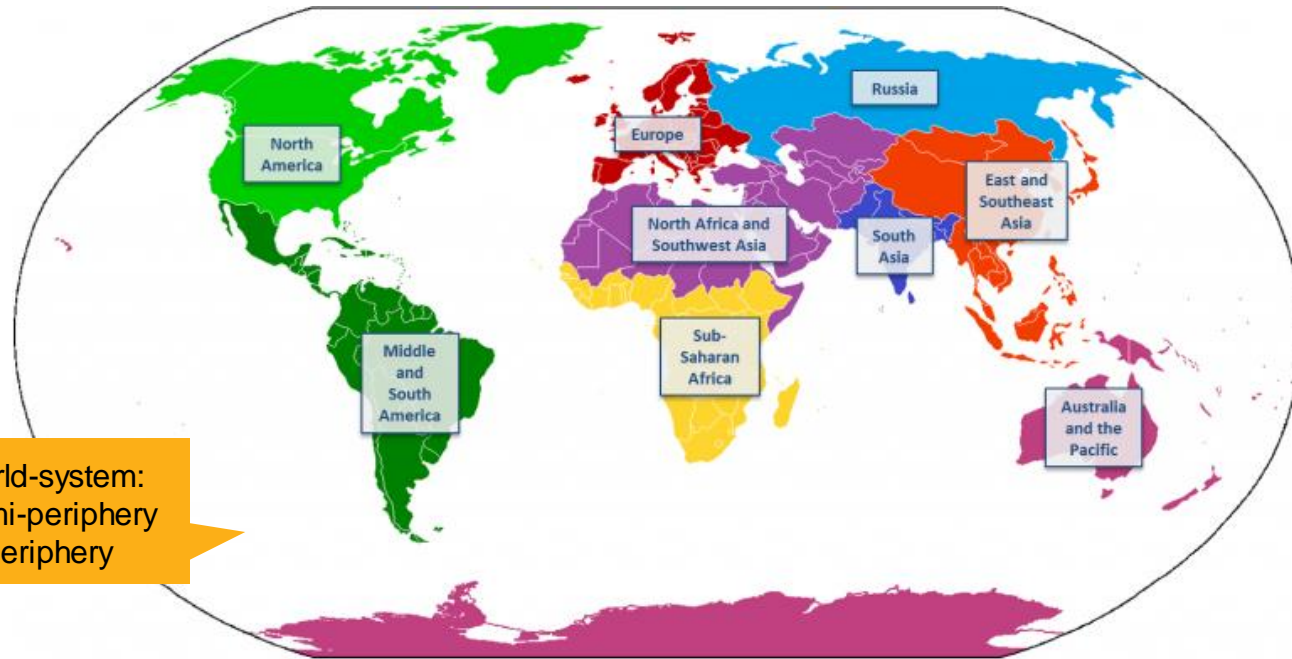 Russia
Europe
North
America
East and
Southeast
Asia
North Africa and
Southwest Asia
South
Asia
Sub-
Saharan
Africa
Middle
and
South
America
Australia
and the
Pacific
rld-system:
ni-periphery
eriphery